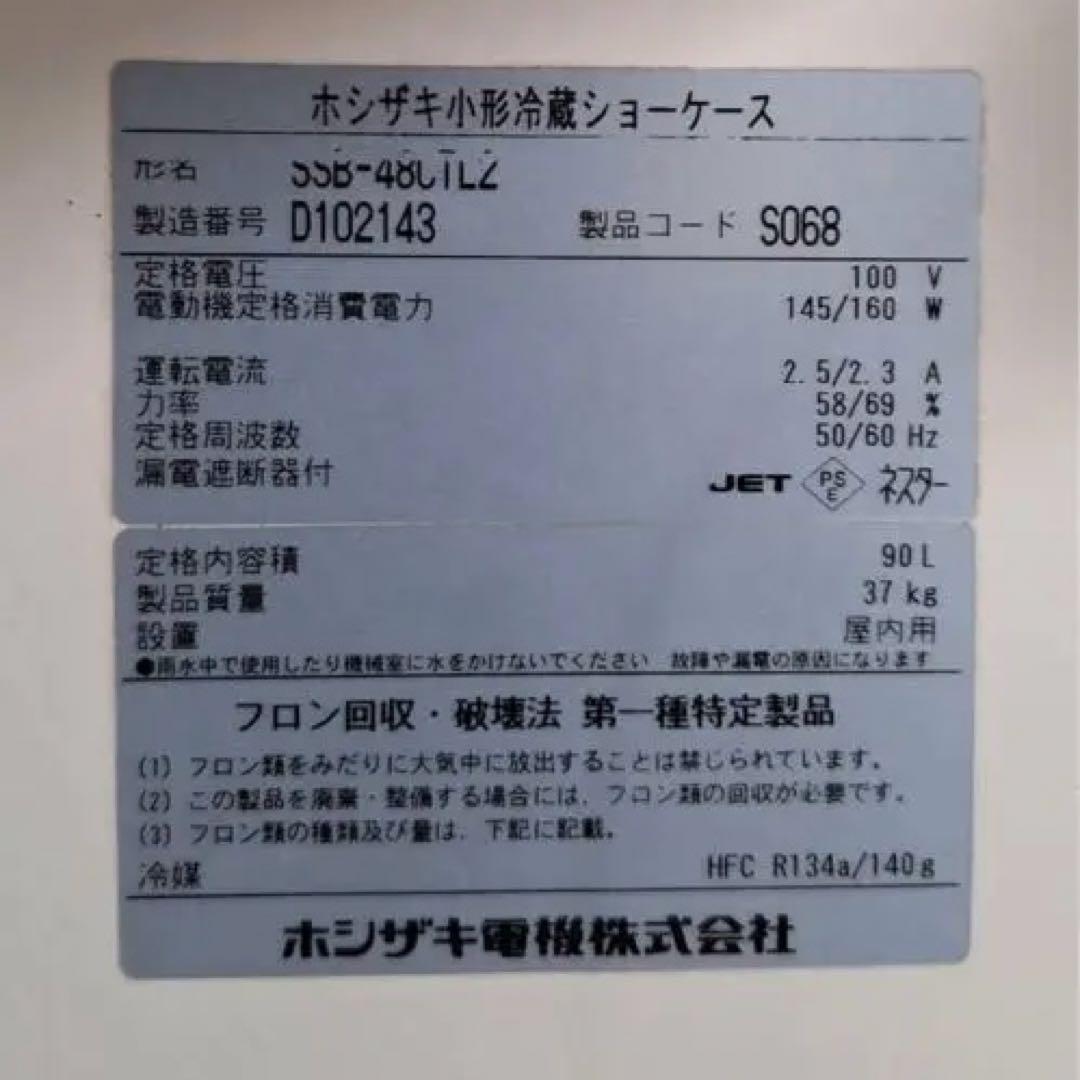 ホシザキ小形冷蔵ショーケース
形名 SSB-48CTL2
製造番号 D102143 製品コード S068
定格電圧 100 V
電動機定格消費電力 145/160 W
運転電流 2.5/2.3 A
力率 58/69 %
定格周波数 50/60 Hz
漏電遮断器付 JET PSE ネスター
定格内容積 90 L
製品質量 37 kg
設置 屋内用
●雨水中で使用したり機械室に水をかけないでください 故障や漏電の原因になります
フロン回収・破壊法 第一種特定製品
(1) フロン類をみだりに大気中に放出することは禁じられています。
(2) この製品を廃棄・整備する場合には、フロン類の回収が必要です。
(3) フロン類の種類及び量は、下記に記載。
冷媒 HFC R134a/140g
ホシザキ電機株式会社